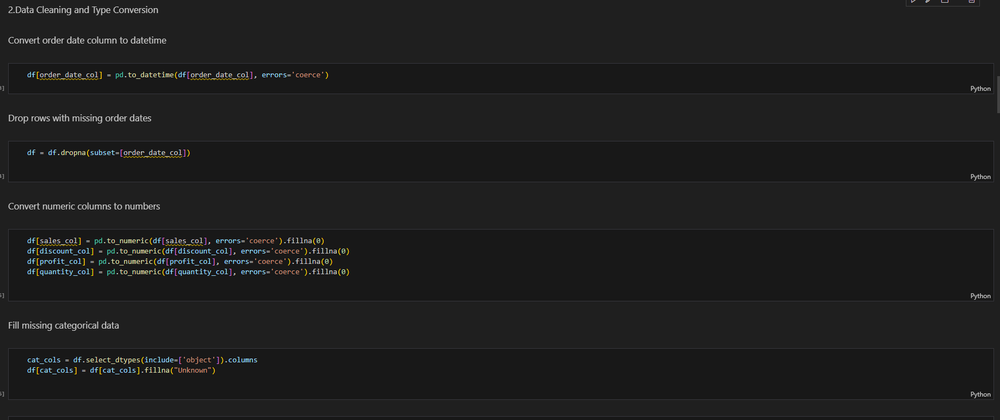 2.Data Cleaning and Type Conversion
Convert order date column to datetime
df[order_date_col] = pd.to_datetime(df[order_date_col], errors='coerce')
3]
Python
Drop rows with missing order dates
df = df.dropna(subset=[order_date_col])
4]
Python
Convert numeric columns to numbers
df[sales_col] = pd.to_numeric(df[sales_col], errors='coerce').fillna(0)
df[discount_col] = pd.to_numeric(df[discount_col], errors='coerce').fillna(0)
df[profit_col] = pd.to_numeric(df[profit_col], errors='coerce').fillna(0)
df[quantity_col] = pd.to_numeric(df[quantity_col], errors='coerce').fillna(0)
5]
Python
Fill missing categorical data
cat_cols = df.select_dtypes(include=['object']).columns
df[cat_cols] = df[cat_cols].fillna("Unknown")
6]
Python